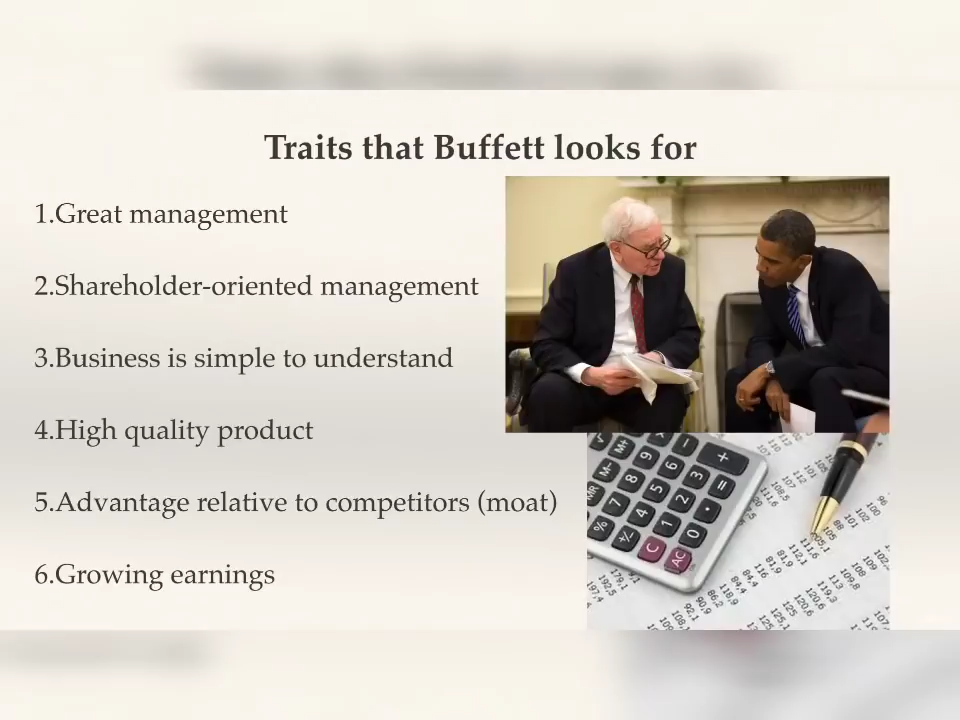 Traits that Buffett looks for
1.Great management
2.Shareholder-oriented management
3.Business is simple to understand
4.High quality product
5.Advantage relative to competitors (moat)
6.Growing earnings